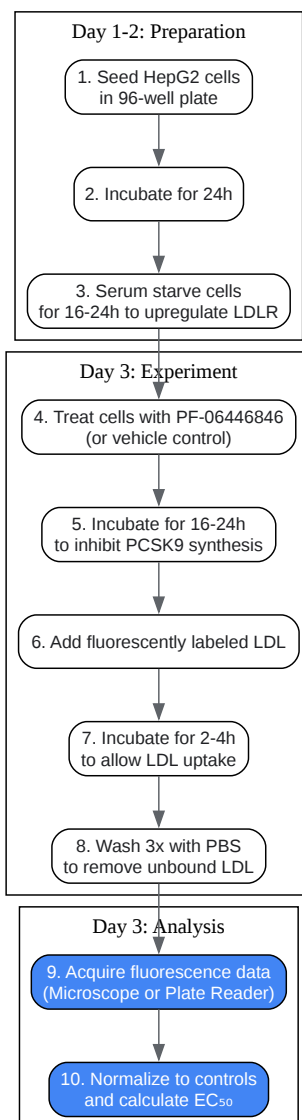 Day 1-2: Preparation
1. Seed HepG2 cells
in 96-well plate
2. Incubate for 24h
3. Serum starve cells
for 16-24h to upregulate LDLR
Day 3: Experiment
4. Treat cells with PF-06446846
(or vehicle control)
5. Incubate for 16-24h
to inhibit PCSK9 synthesis
6. Add fluorescently labeled LDL
7. Incubate for 2-4h
to allow LDL uptake
8. Wash 3x with PBS
to remove unbound LDL
Day 3: Analysis
9. Acquire fluorescence data
(Microscope or Plate Reader)
10. Normalize to controls
and calculate EC₅₀